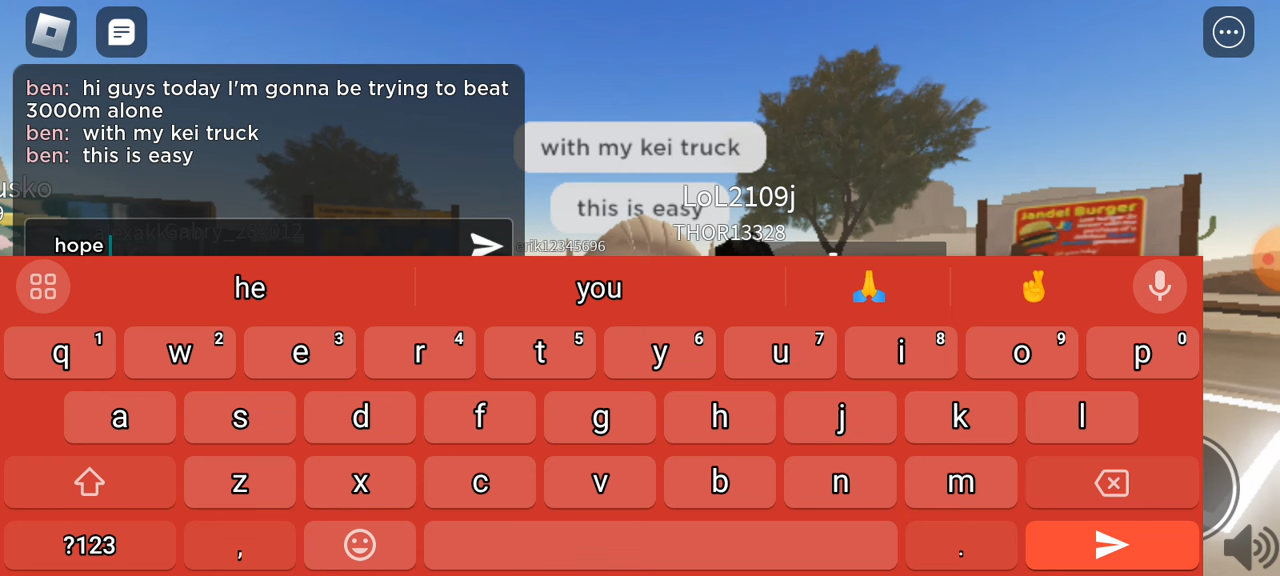 ben: hi guys today I'm gonna be trying to beat
3000m alone
ben: with my kei truck
ben: this is easy
with my kei truck
this is easy
LoL2109j
THOR13328
erik12345696
Jandel Burger
hope
he you 🙏 🤞
q 1 w 2 e 3 r 4 t 5 y 6 u 7 i 8 o 9 p 0
a s d f g h j k l
z x c v b n m
?123 , .